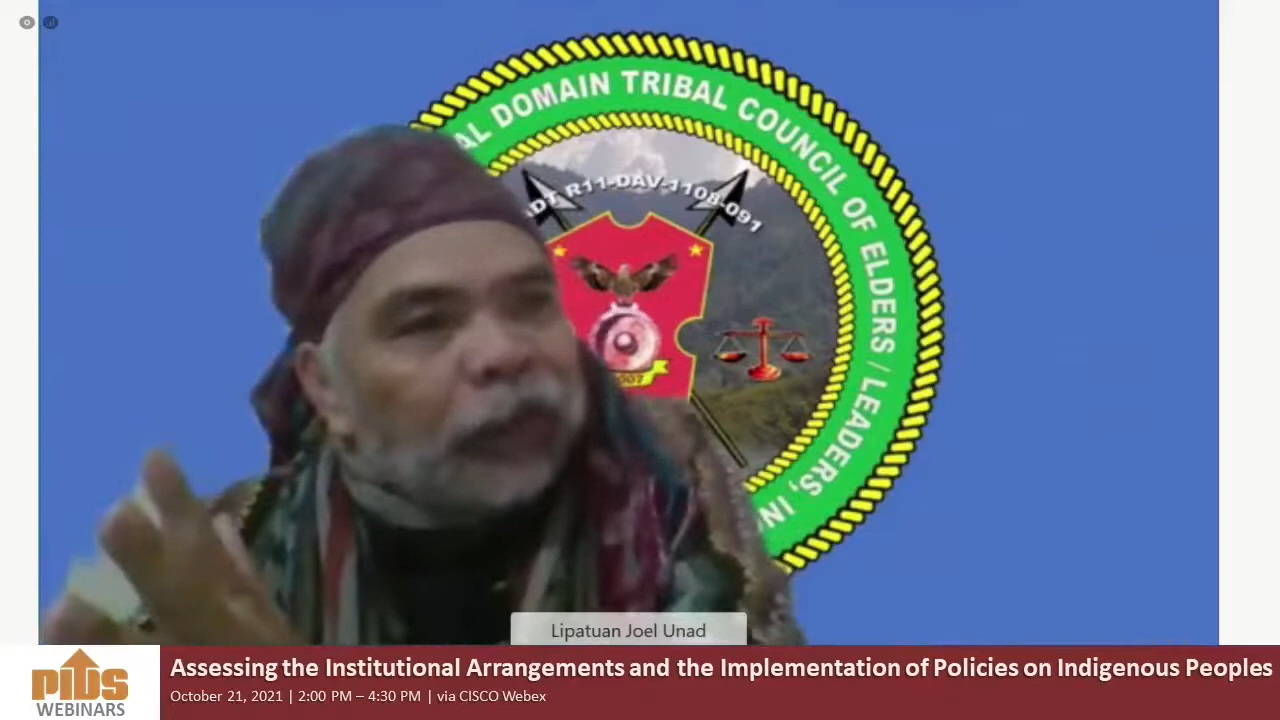 AL DOMAIN TRIBAL COUNCIL OF ELDERS / LEADERS, IN
DT R11-DAV-1108-091
007
Lipatuan Joel Unad
pids
WEBINARS
Assessing the Institutional Arrangements and the Implementation of Policies on Indigenous Peoples
October 21, 2021 | 2:00 PM – 4:30 PM | via CISCO Webex